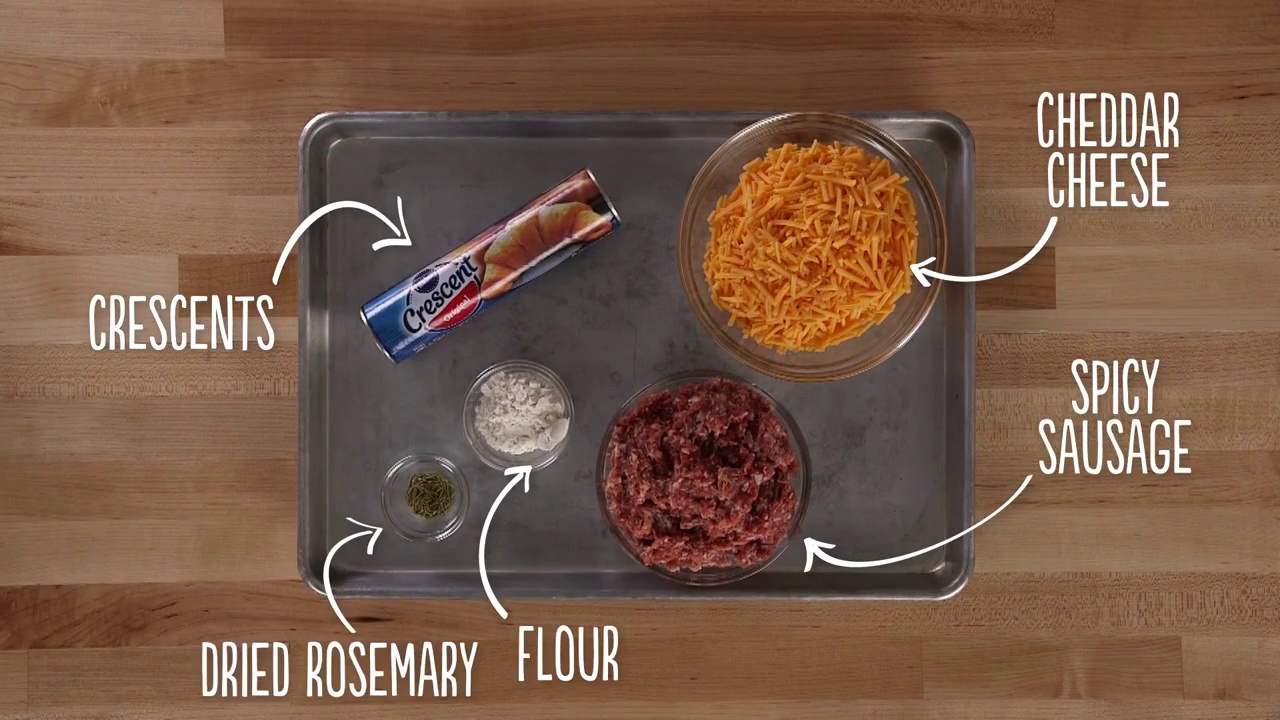 CHEDDAR
CHEESE
Crescent
Original
CRESCENTS
SPICY
SAUSAGE
DRIED ROSEMARY
FLOUR